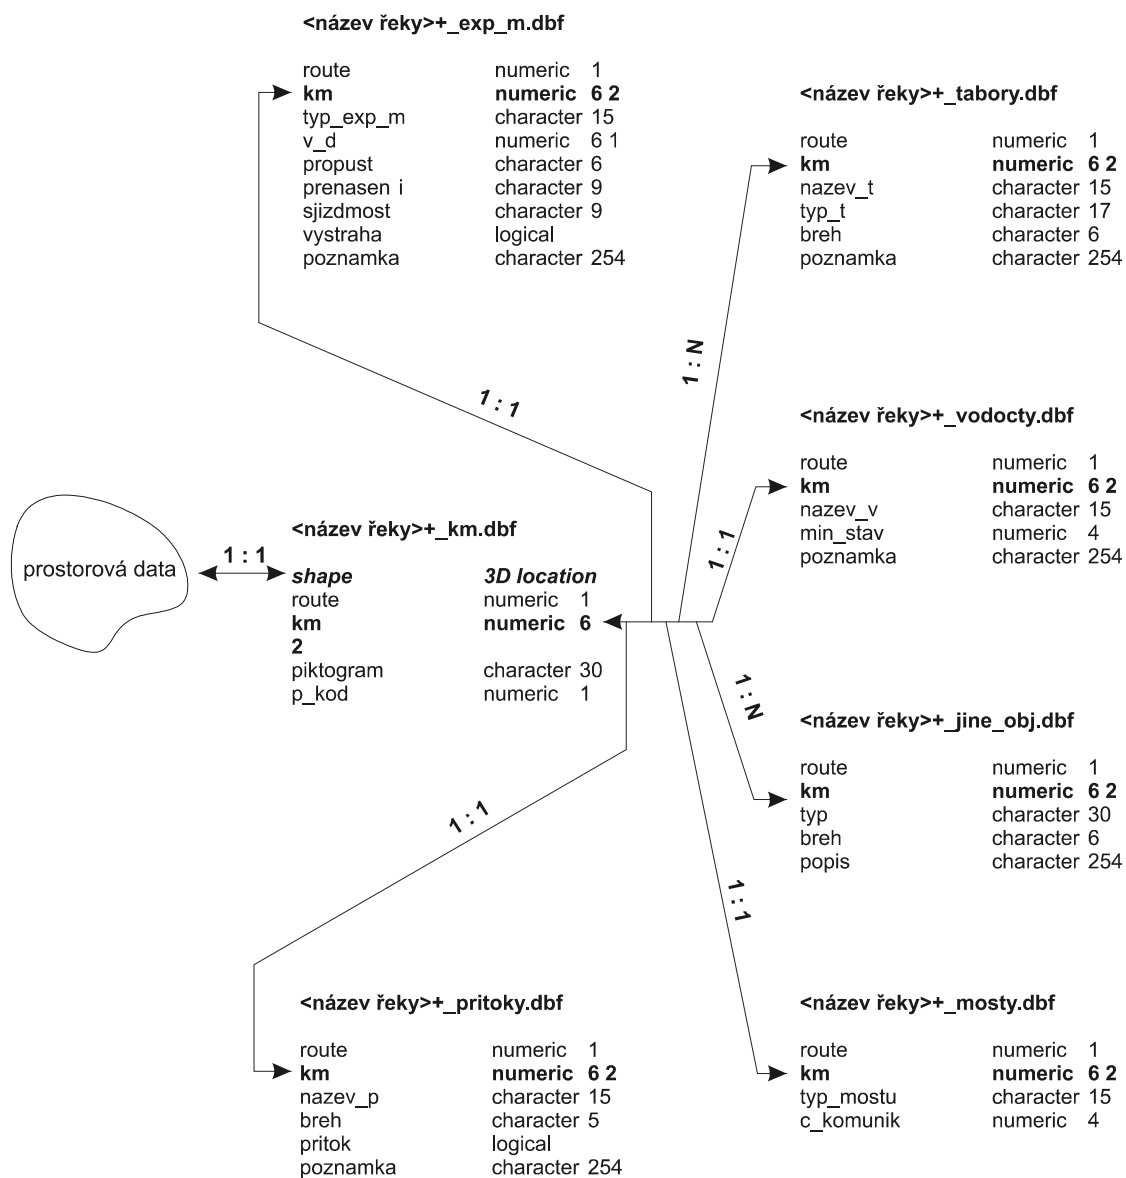 <název řeky>+_exp_m.dbf
route numeric 1
km numeric 6 2
typ_exp_m character 15
v_d numeric 6 1
propust character 6
prenasen i character 9
sjizdmost character 9
vystraha logical
poznamka character 254
<název řeky>+_tabory.dbf
route numeric 1
km numeric 6 2
nazev_t character 15
typ_t character 17
breh character 6
poznamka character 254
1 : N
1 : 1
<název řeky>+_vodocty.dbf
route numeric 1
km numeric 6 2
nazev_v character 15
min_stav numeric 4
poznamka character 254
1 : 1
prostorová data
1 : 1
<název řeky>+_km.dbf
shape 3D location
route numeric 1
km numeric 6
2
piktogram character 30
p_kod numeric 1
1 : N
<název řeky>+_jine_obj.dbf
route numeric 1
km numeric 6 2
typ character 30
breh character 6
popis character 254
1 : 1
1 : 1
<název řeky>+_pritoky.dbf
route numeric 1
km numeric 6 2
nazev_p character 15
breh character 5
pritok logical
poznamka character 254
<název řeky>+_mosty.dbf
route numeric 1
km numeric 6 2
typ_mostu character 15
c_komunik numeric 4